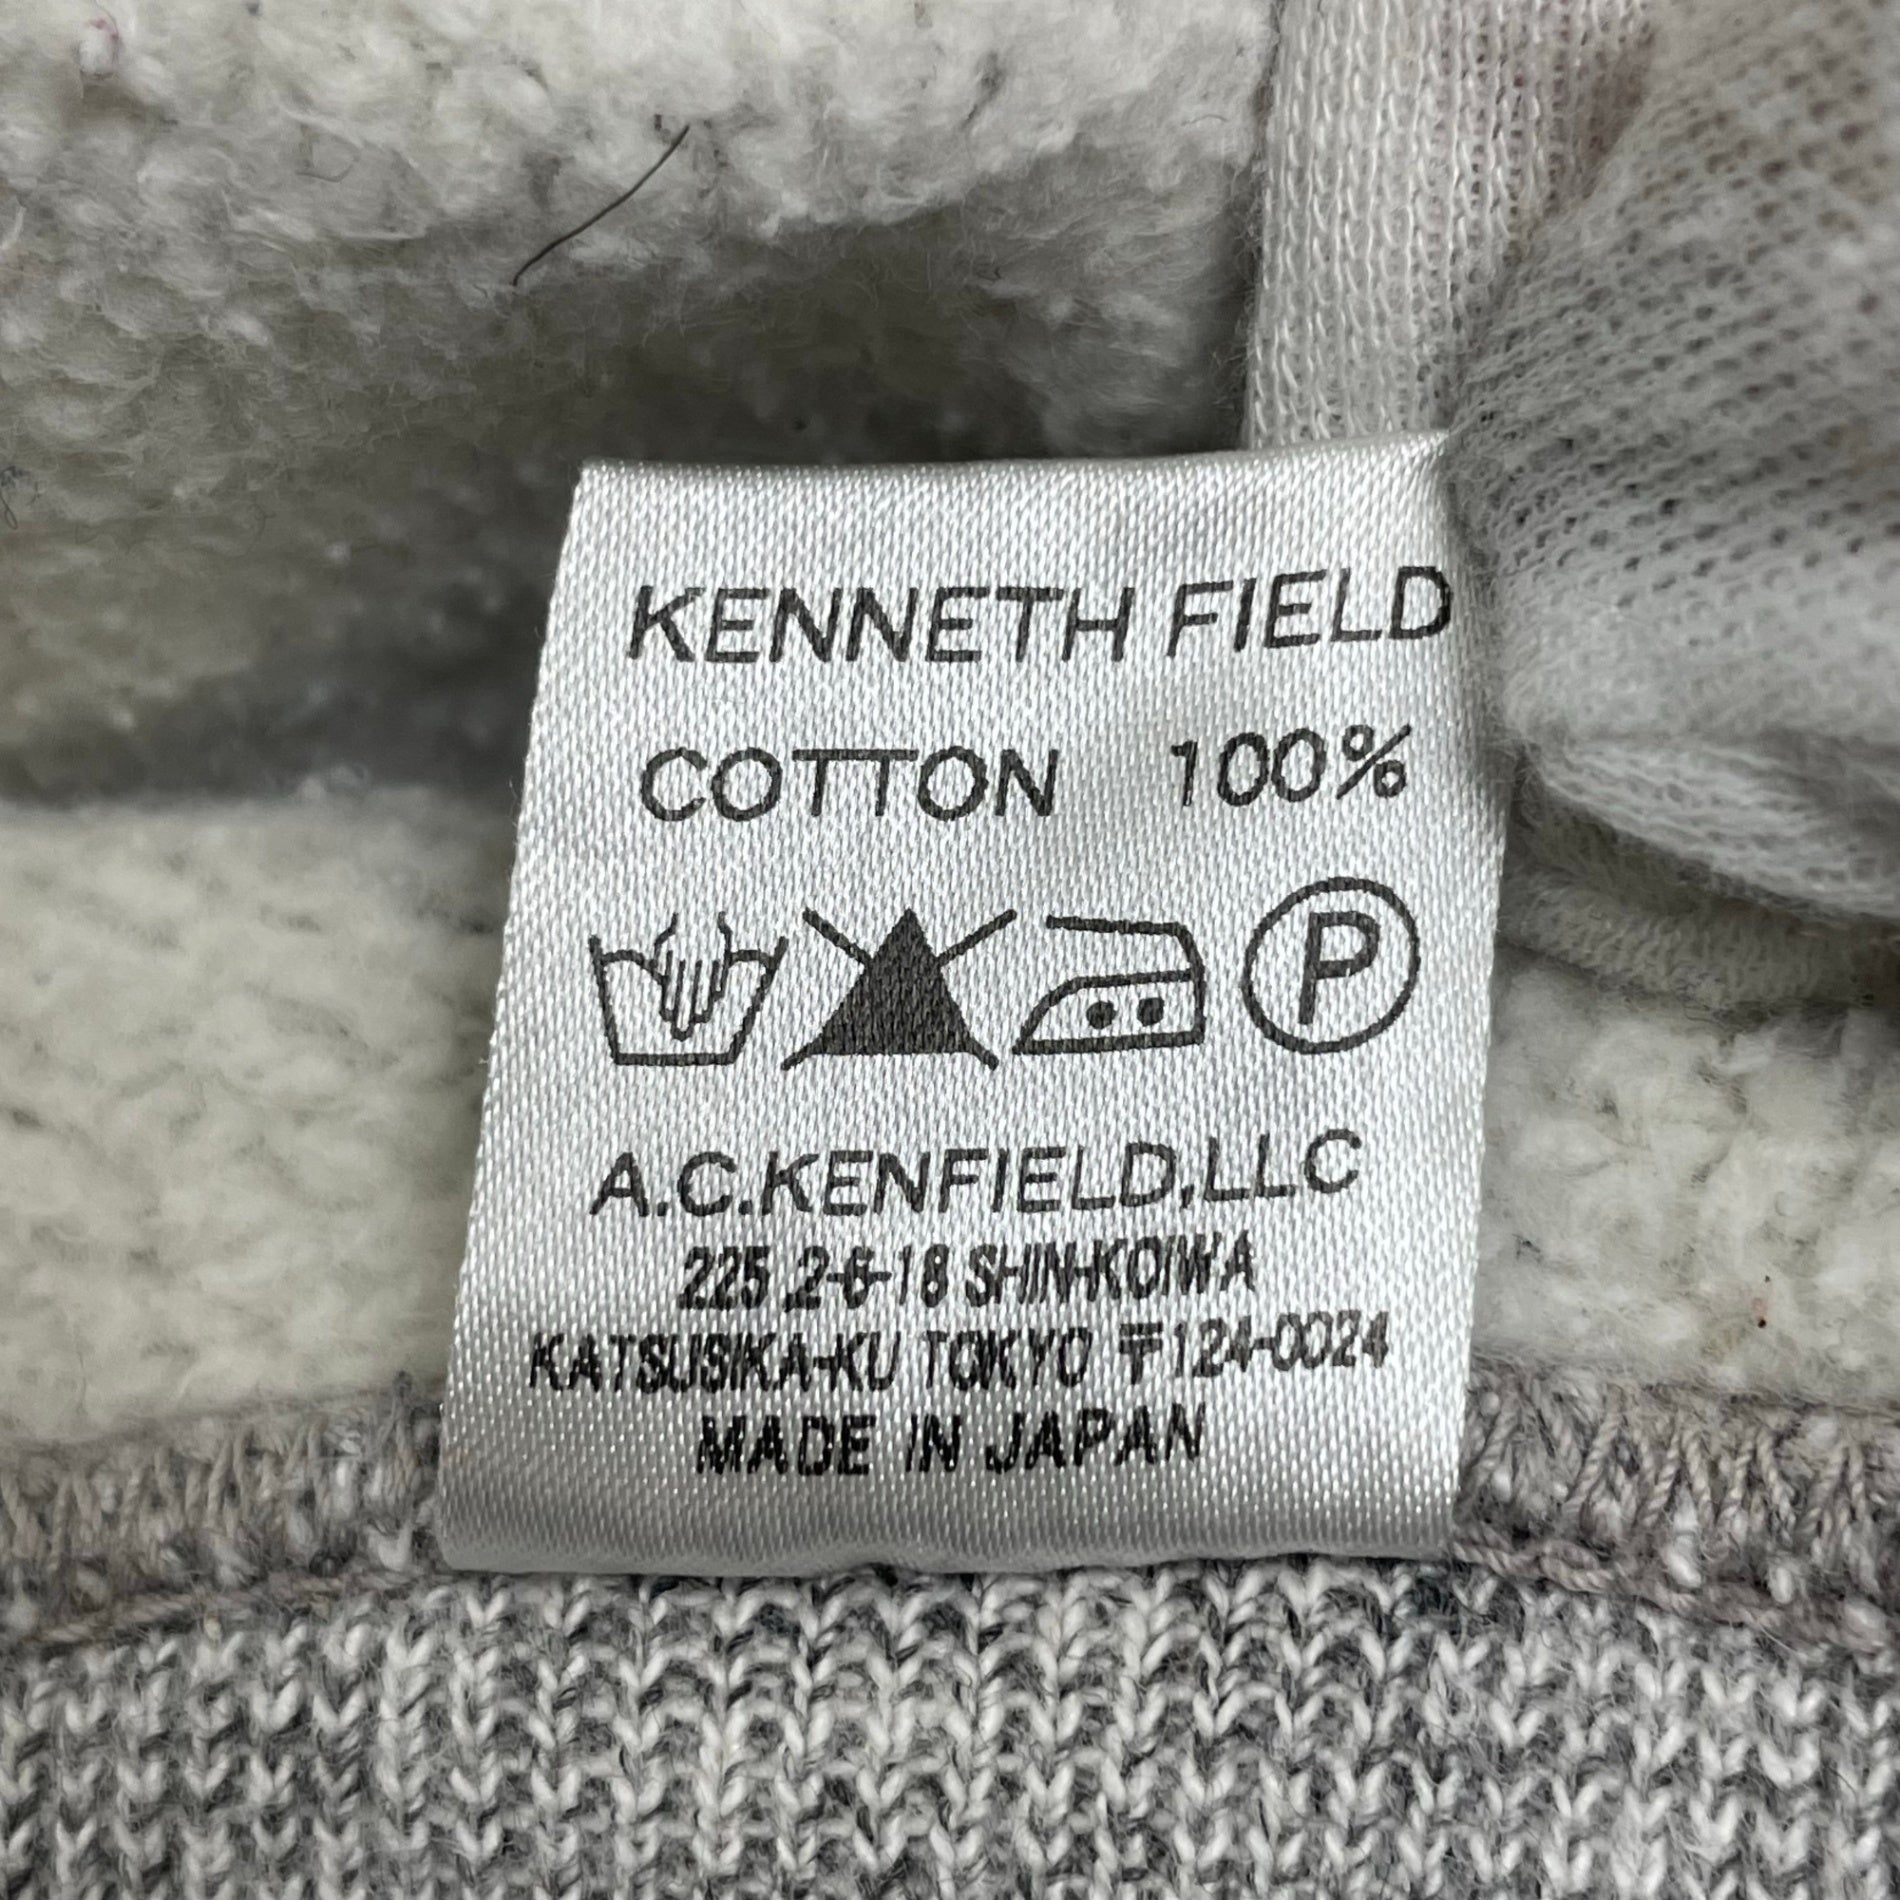 KENNETH FIELD
COTTON 100%
P
A.C.KENFIELD,LLC
225 2-6-18 SHIN-KOIWA
KATSUSIKA-KU TOKYO 〒124-0024
MADE IN JAPAN